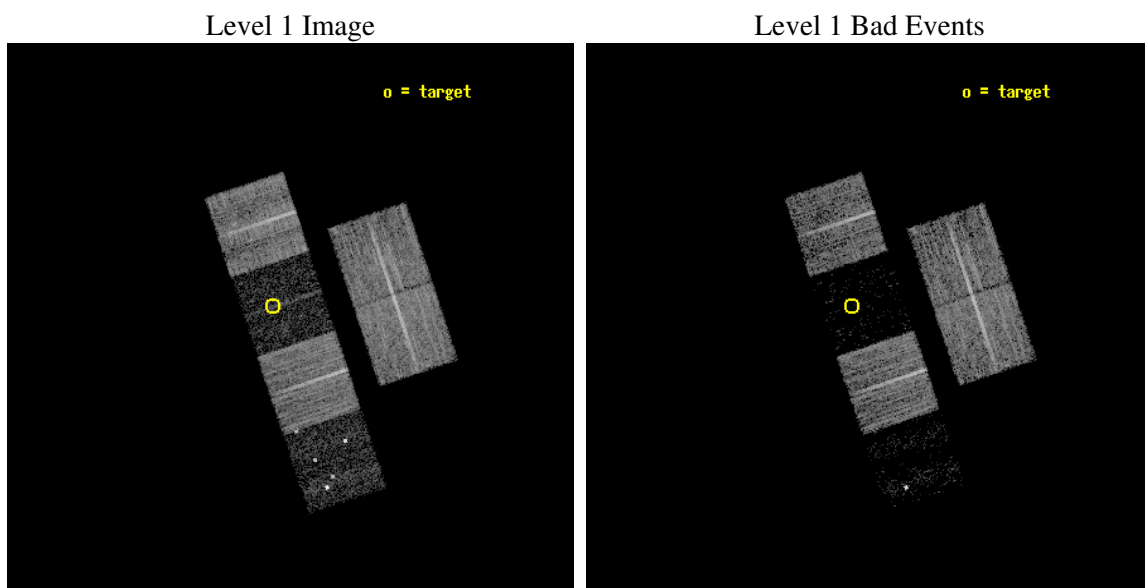 Level 1 Image
Level 1 Bad Events
o = target
o = target